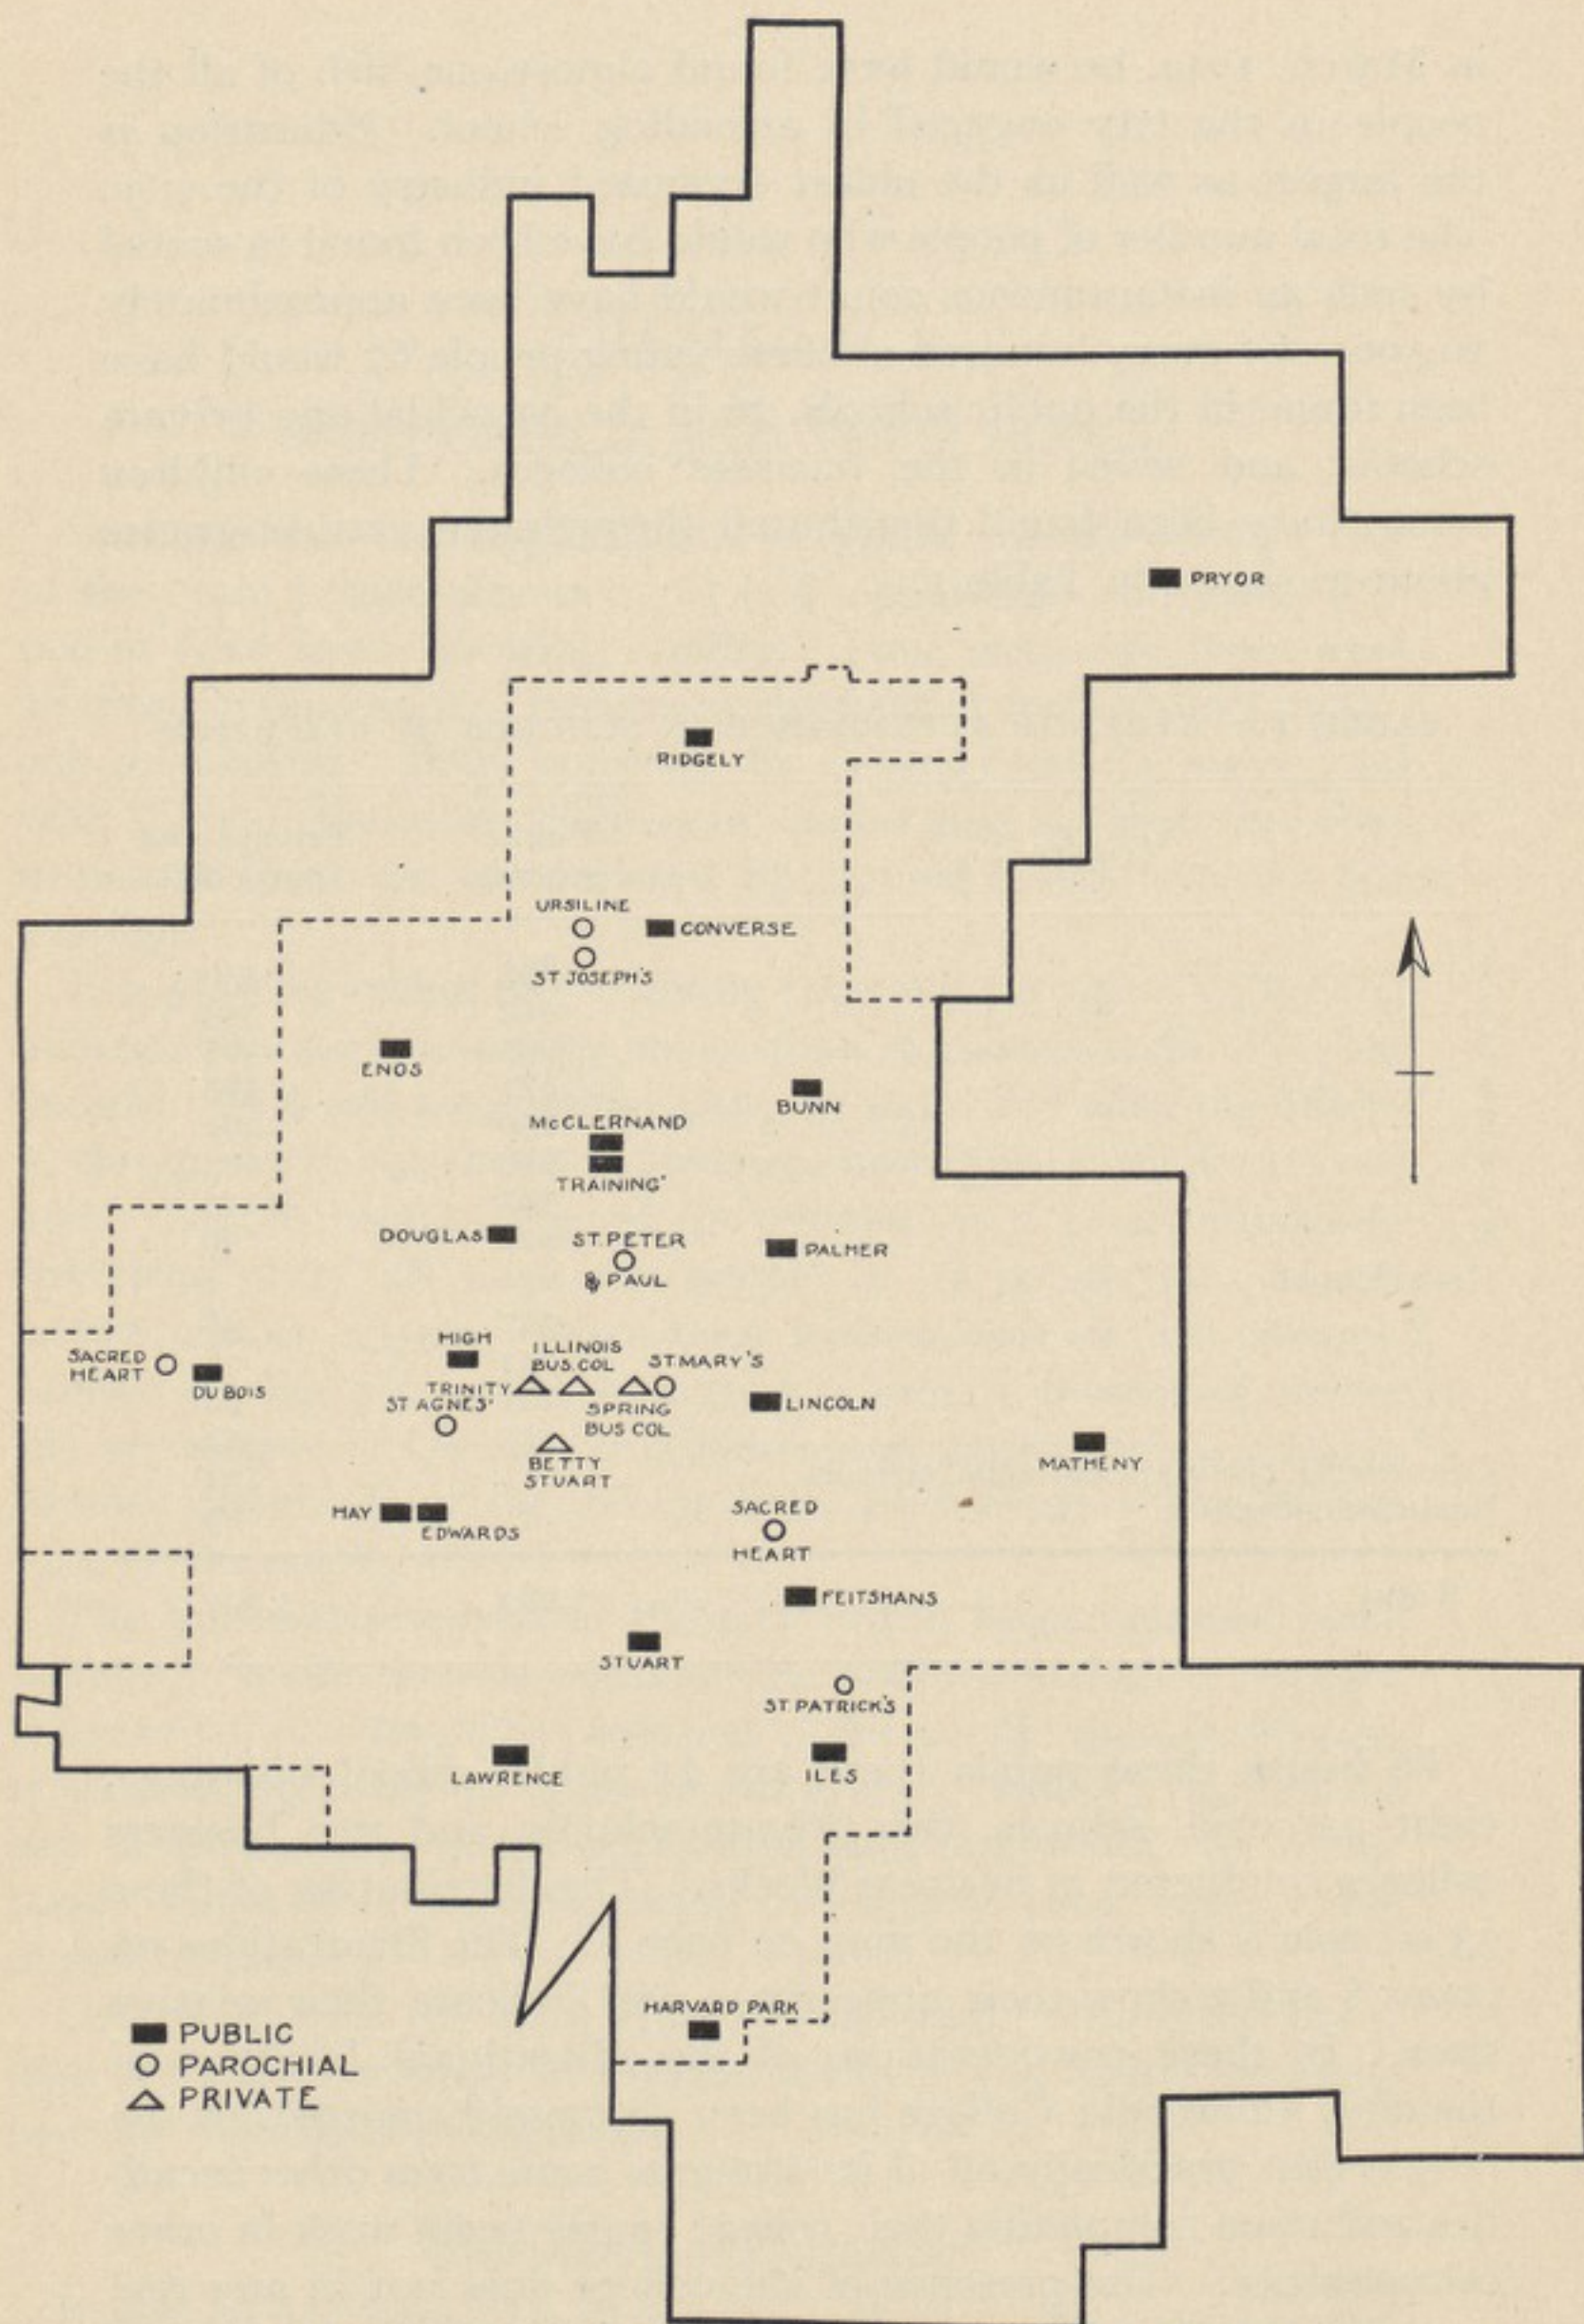 PRYOR
RIDGELY
URSILINE
CONVERSE
ST JOSEPH'S
ENOS
BUNN
McCLERNAND
TRAINING
DOUGLAS
ST. PETER
& PAUL
PALMER
HIGH
ILLINOIS
BUS. COL
ST. MARY'S
SACRED
HEART
DU BOIS
TRINITY
ST AGNES'
SPRING
BUS COL
LINCOLN
BETTY
STUART
MATHENY
HAY
EDWARDS
SACRED
HEART
FEITSHANS
STUART
ST. PATRICK'S
LAWRENCE
ILES
HARVARD PARK
PUBLIC
PAROCHIAL
PRIVATE